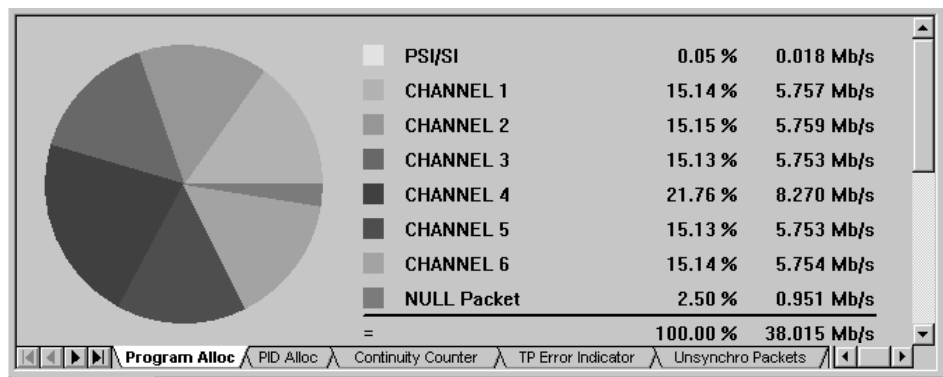 PSI/SI 0.05 % 0.018 Mb/s
CHANNEL 1 15.14 % 5.757 Mb/s
CHANNEL 2 15.15 % 5.759 Mb/s
CHANNEL 3 15.13 % 5.753 Mb/s
CHANNEL 4 21.76 % 8.270 Mb/s
CHANNEL 5 15.13 % 5.753 Mb/s
CHANNEL 6 15.14 % 5.754 Mb/s
NULL Packet 2.50 % 0.951 Mb/s
= 100.00 % 38.015 Mb/s
Program Alloc PID Alloc Continuity Counter TP Error Indicator Unsynchro Packets